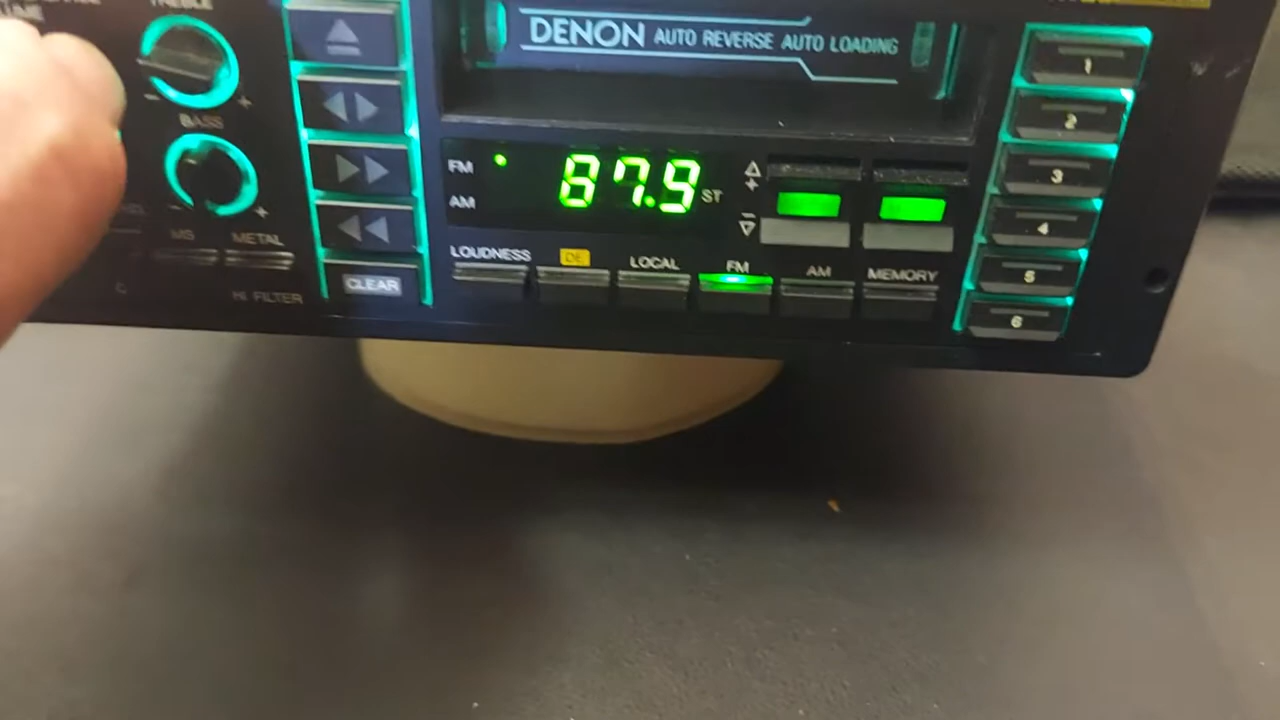 TREBLE
DENON AUTO REVERSE AUTO LOADING
1
- +
BASS
2
FM
87.9
ST
+
3
AM
-
4
- +
MS
METAL
LOUDNESS
LOCAL
FM
AM
MEMORY
5
CLEAR
HI FILTER
6